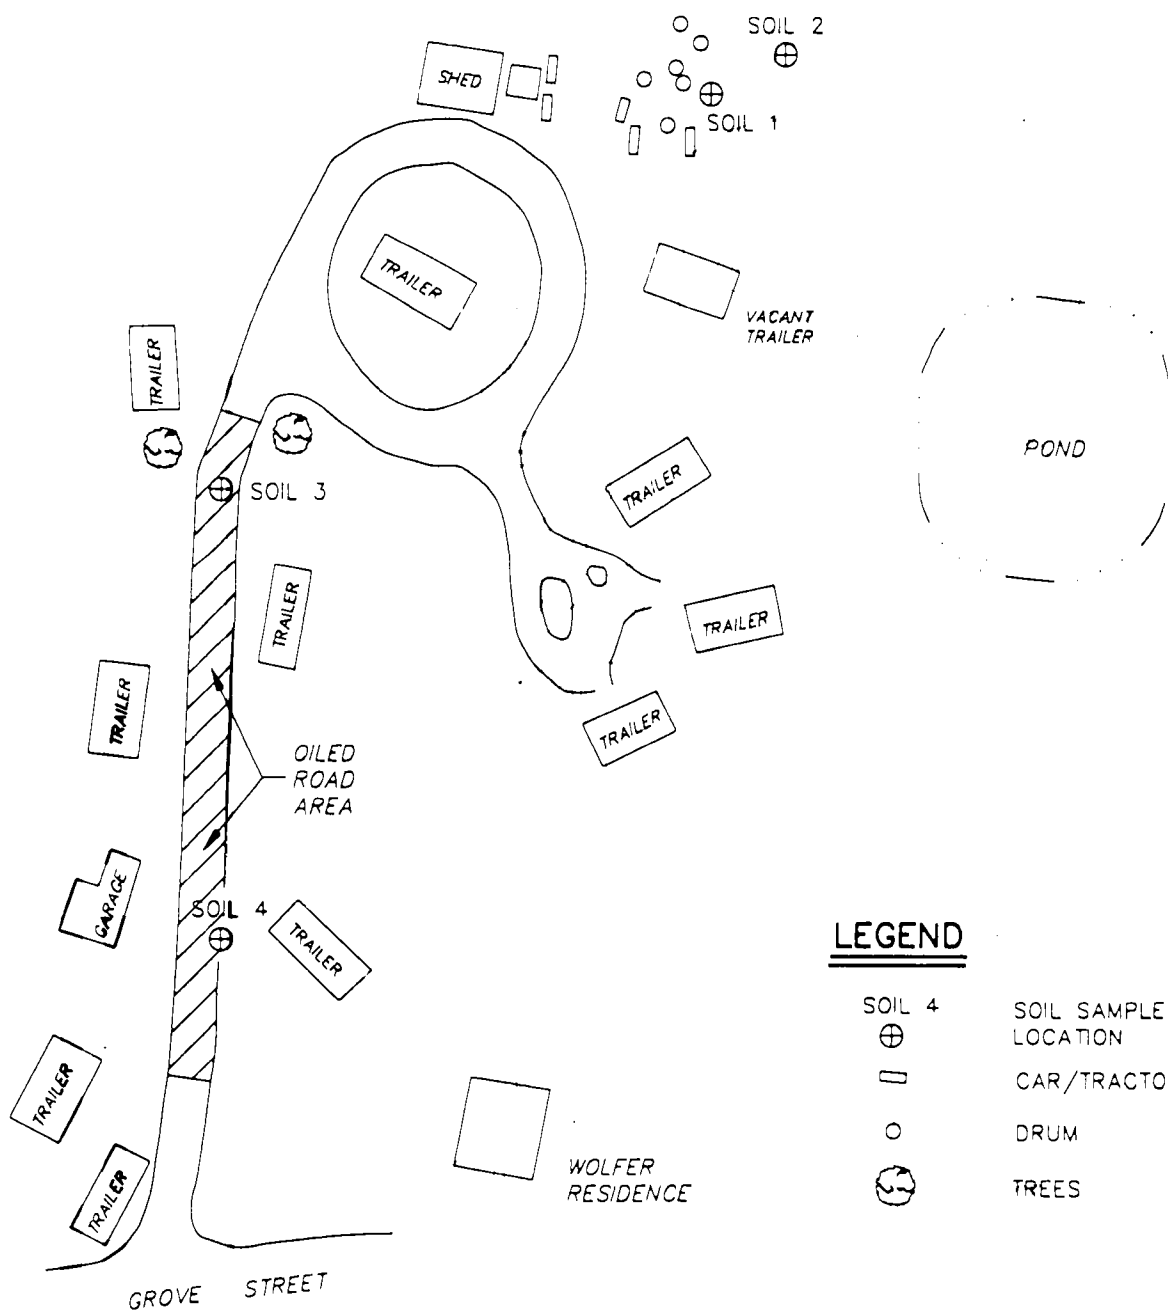 SOIL 2
SHED
SOIL 1
TRAILER
VACANT
TRAILER
TRAILER
POND
TRAILER
SOIL 3
TRAILER
TRAILER
TRAILER
TRAILER
OILED
ROAD
AREA
GARAGE
SOIL 4
TRAILER
LEGEND
SOIL 4
SOIL SAMPLE
LOCATION
CAR/TRACTO
DRUM
TREES
TRAILER
TRAILER
WOLFER
RESIDENCE
GROVE STREET